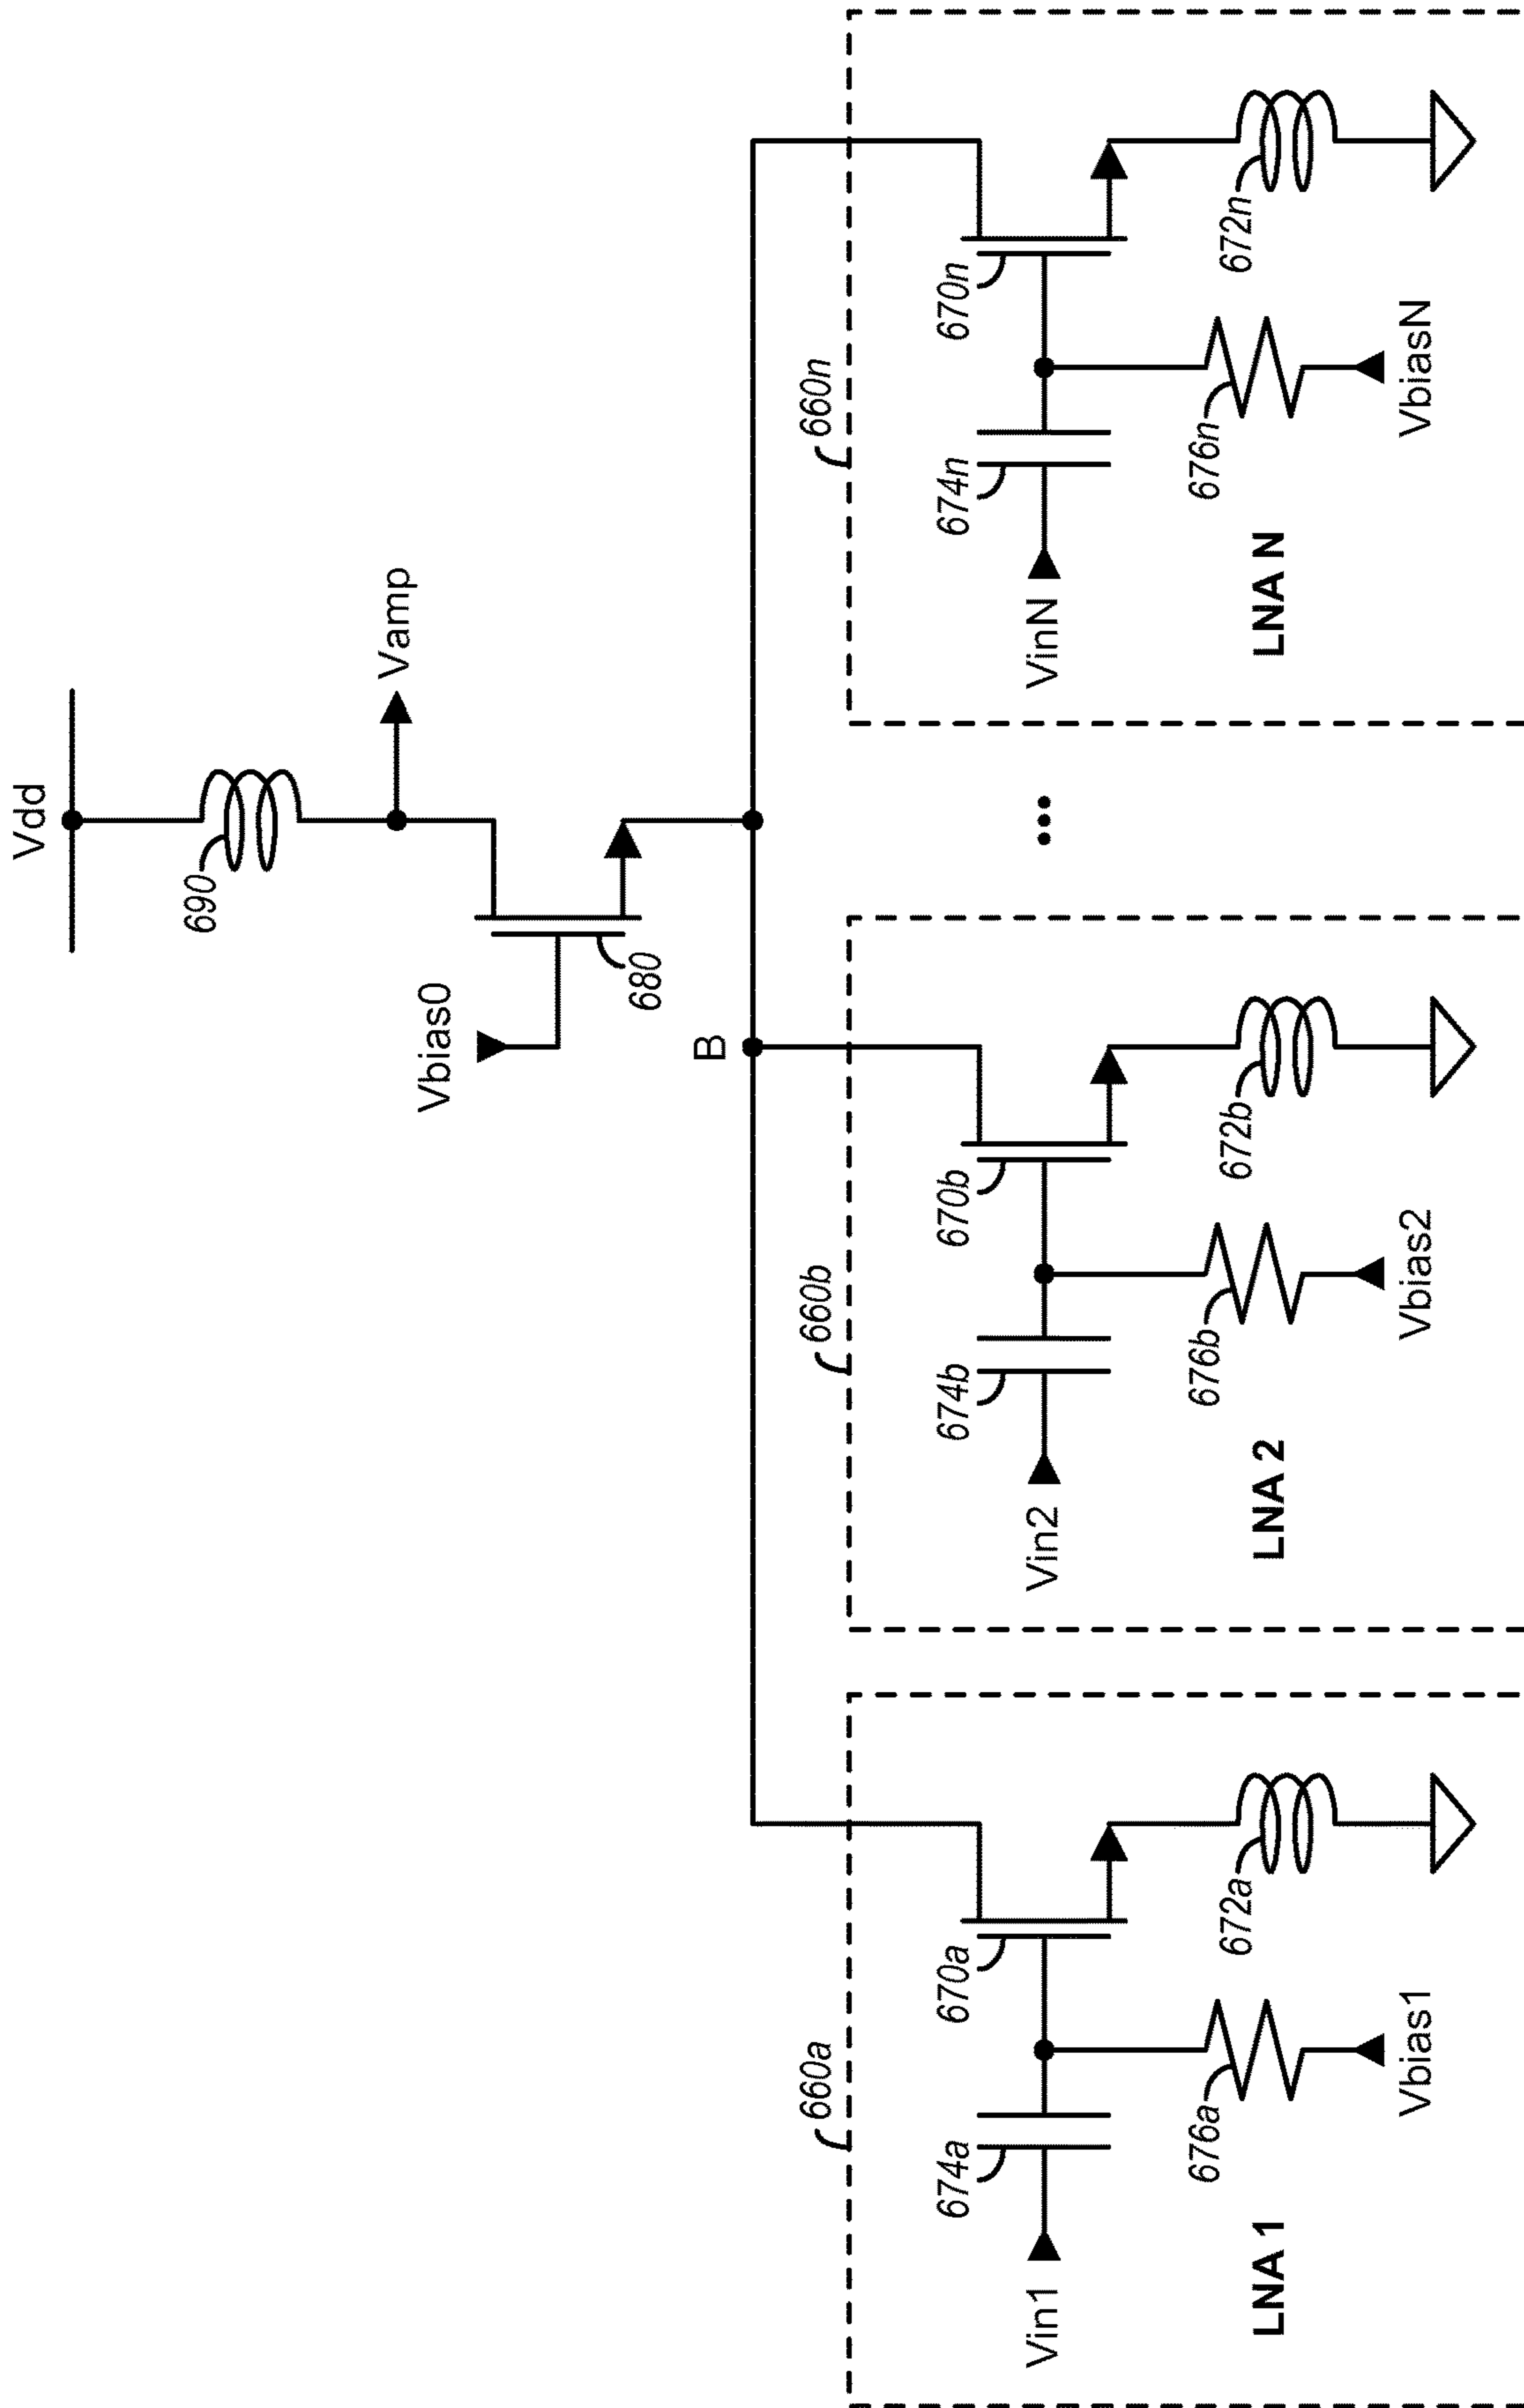 Vdd
690
Vamp
Vbias0
680
B
660a
660b
660n
674a
670a
674b
670b
674n
670n
Vin1
Vin2
VinN
676a
672a
676b
672b
676n
672n
LNA 1
LNA 2
LNA N
Vbias1
Vbias2
VbiasN